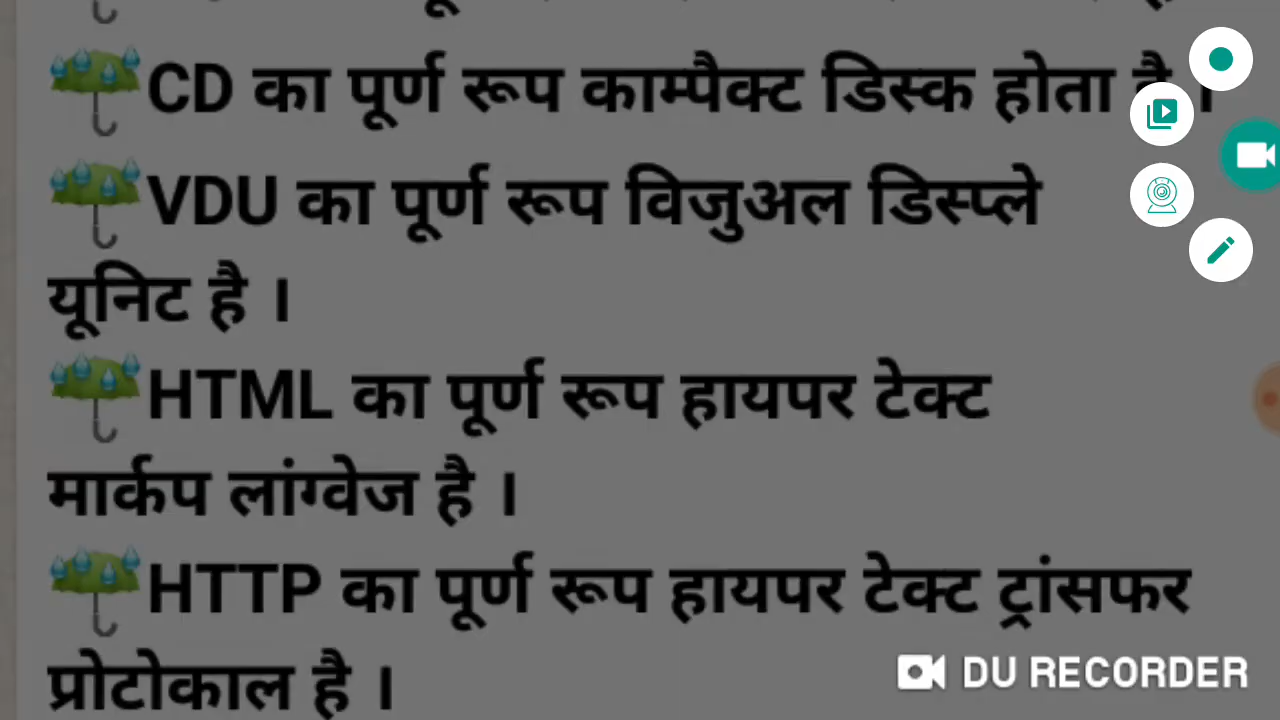 CD का पूर्ण रूप काम्पैक्ट डिस्क होता है ।
VDU का पूर्ण रूप विजुअल डिस्प्ले
यूनिट है ।
HTML का पूर्ण रूप हायपर टेक्ट
मार्कप लांग्वेज है ।
HTTP का पूर्ण रूप हायपर टेक्ट ट्रांसफर
प्रोटोकाल है ।
DU RECORDER